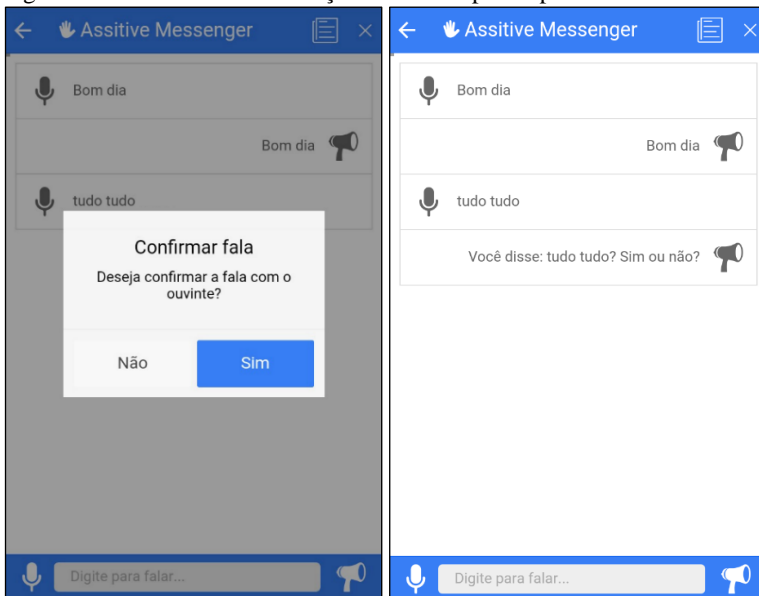 Assitive Messenger
Bom dia
Bom dia
tudo tudo
Confirmar fala
Deseja confirmar a fala com o
ouvinte?
Não
Sim
Digite para falar...
Assitive Messenger
Bom dia
Bom dia
tudo tudo
Você disse: tudo tudo? Sim ou não?
Digite para falar...